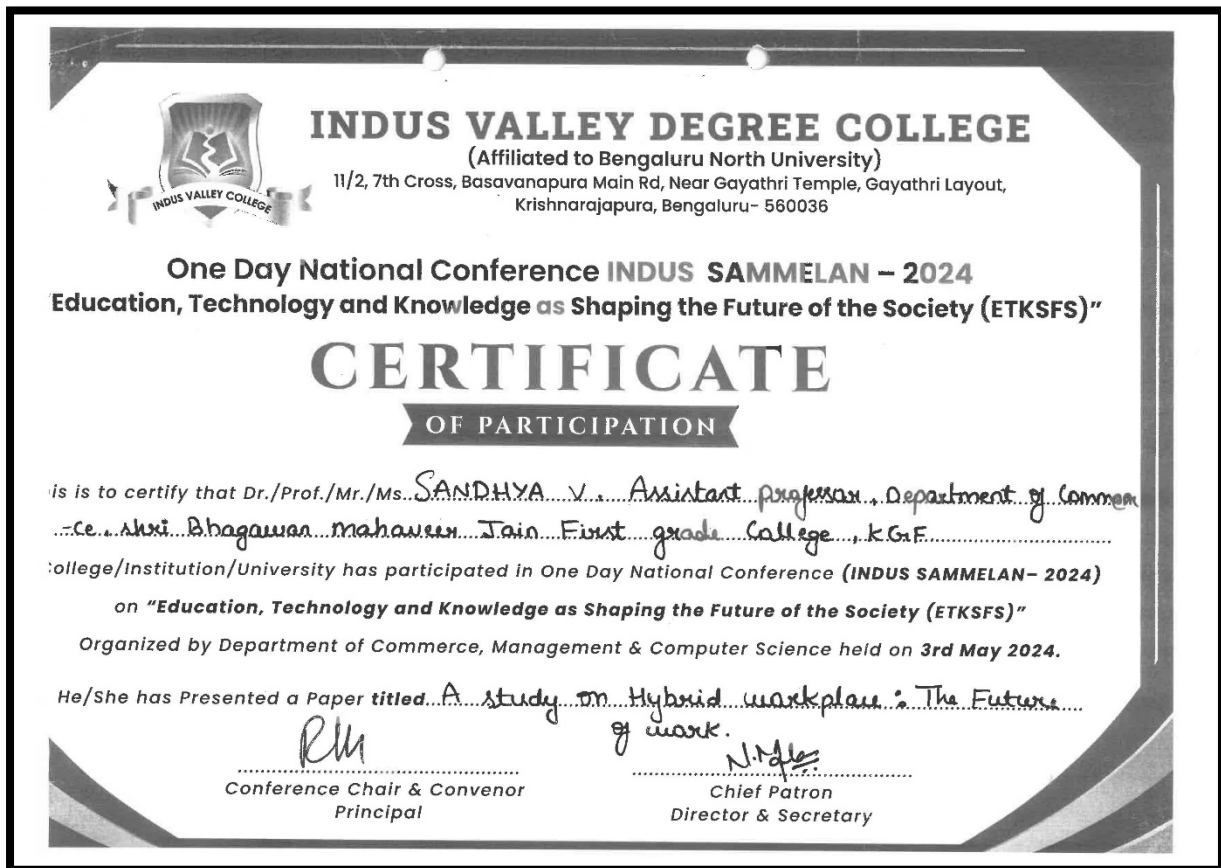 INDUS VALLEY COLLEGE
INDUS VALLEY DEGREE COLLEGE
(Affiliated to Bengaluru North University)
11/2, 7th Cross, Basavanapura Main Rd, Near Gayathri Temple, Gayathri Layout,
Krishnarajapura, Bengaluru- 560036
One Day National Conference INDUS SAMMELAN – 2024
Education, Technology and Knowledge as Shaping the Future of the Society (ETKSFS)"
CERTIFICATE
OF PARTICIPATION
is is to certify that Dr./Prof./Mr./Ms. SANDHYA V. Assistant professor, Department of Commer
-ce, shri Bhagawan Mahaveer Jain First grade College, KGF
ollege/Institution/University has participated in One Day National Conference (INDUS SAMMELAN– 2024)
on "Education, Technology and Knowledge as Shaping the Future of the Society (ETKSFS)"
Organized by Department of Commerce, Management & Computer Science held on 3rd May 2024.
He/She has Presented a Paper titled A study on Hybrid workplace : The Future
of work.
Conference Chair & Convenor
Chief Patron
Principal
Director & Secretary